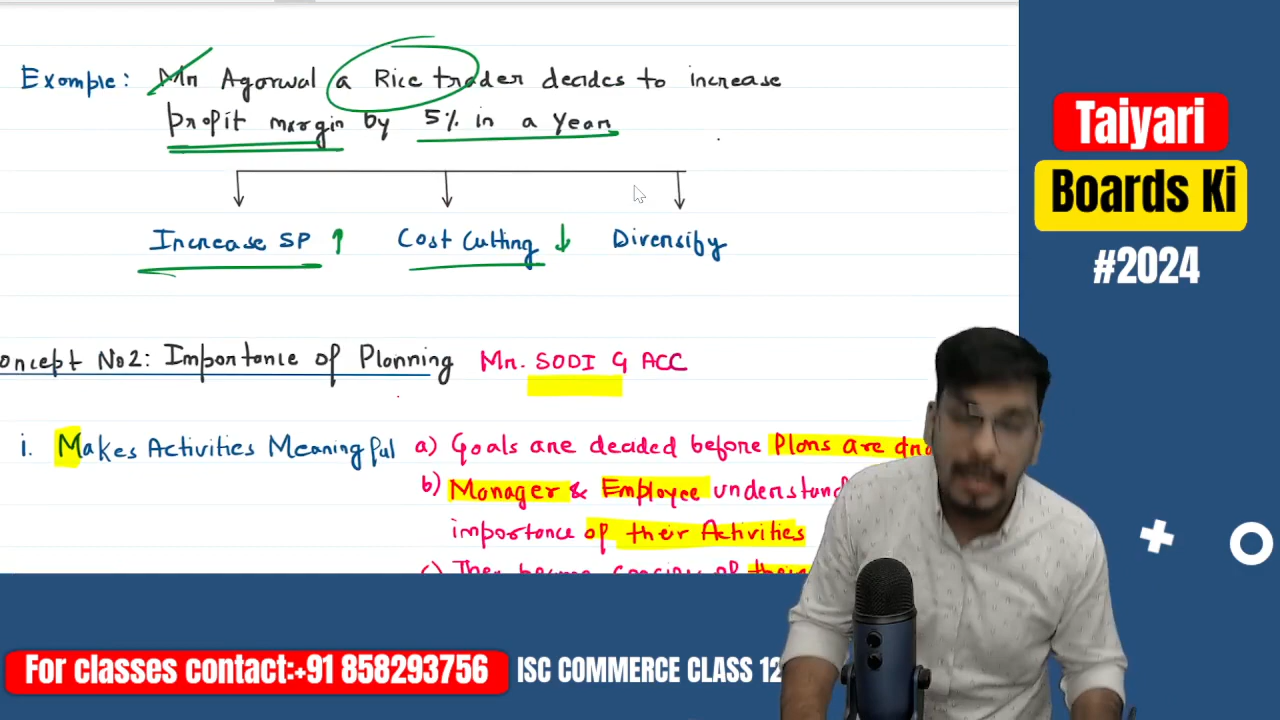 Example: Mr Agarwal a Rice trader decides to increase
profit margin by 5% in a Year
Increase SP Cost Cutting Diversify
oncept No2: Importance of Planning Mr. SODI G ACC
i. Makes Activities Meaningful a) Goals are decided before Plans are
b) Manager & Employee understand
importance of their Activities
c)
Taiyari
Boards Ki
#2024
For classes contact:+91 858293756 ISC COMMERCE CLASS 12